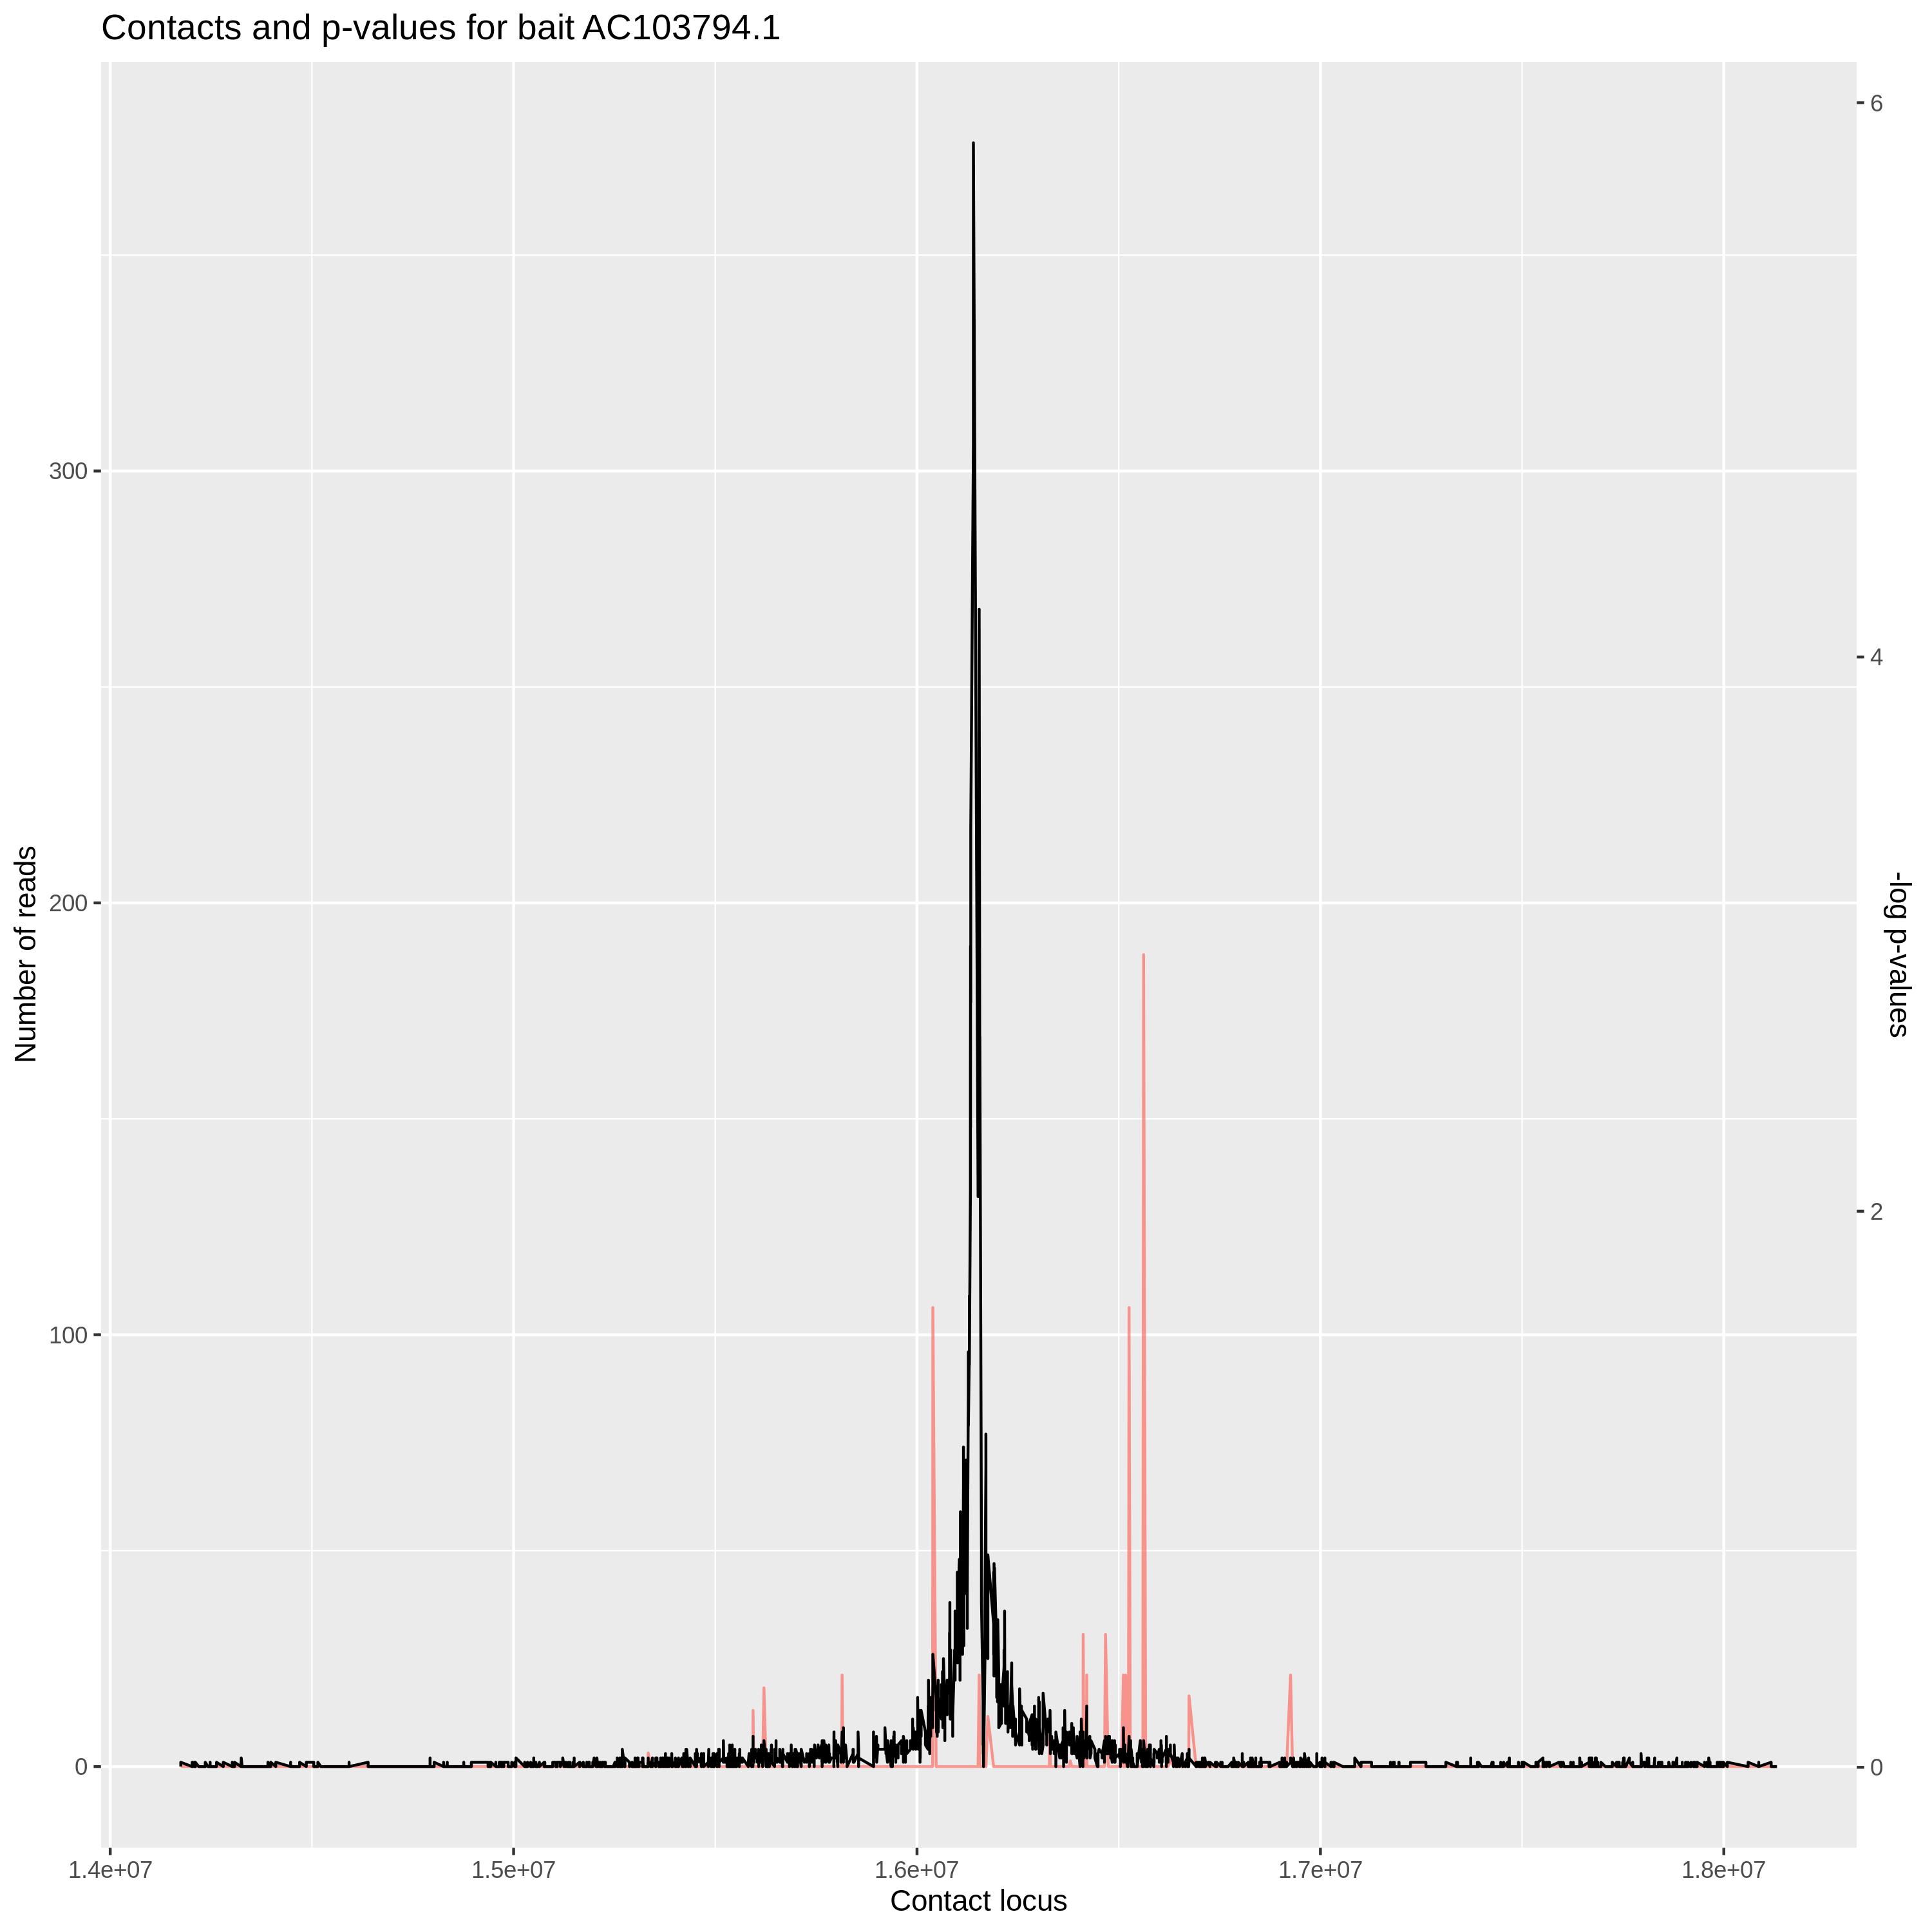 Contacts and p-values for bait AC103794.1
6
300
4
200
Number of reads
-log p-values
2
100
0
0
1.4e+07
1.5e+07
1.6e+07
1.7e+07
1.8e+07
Contact locus